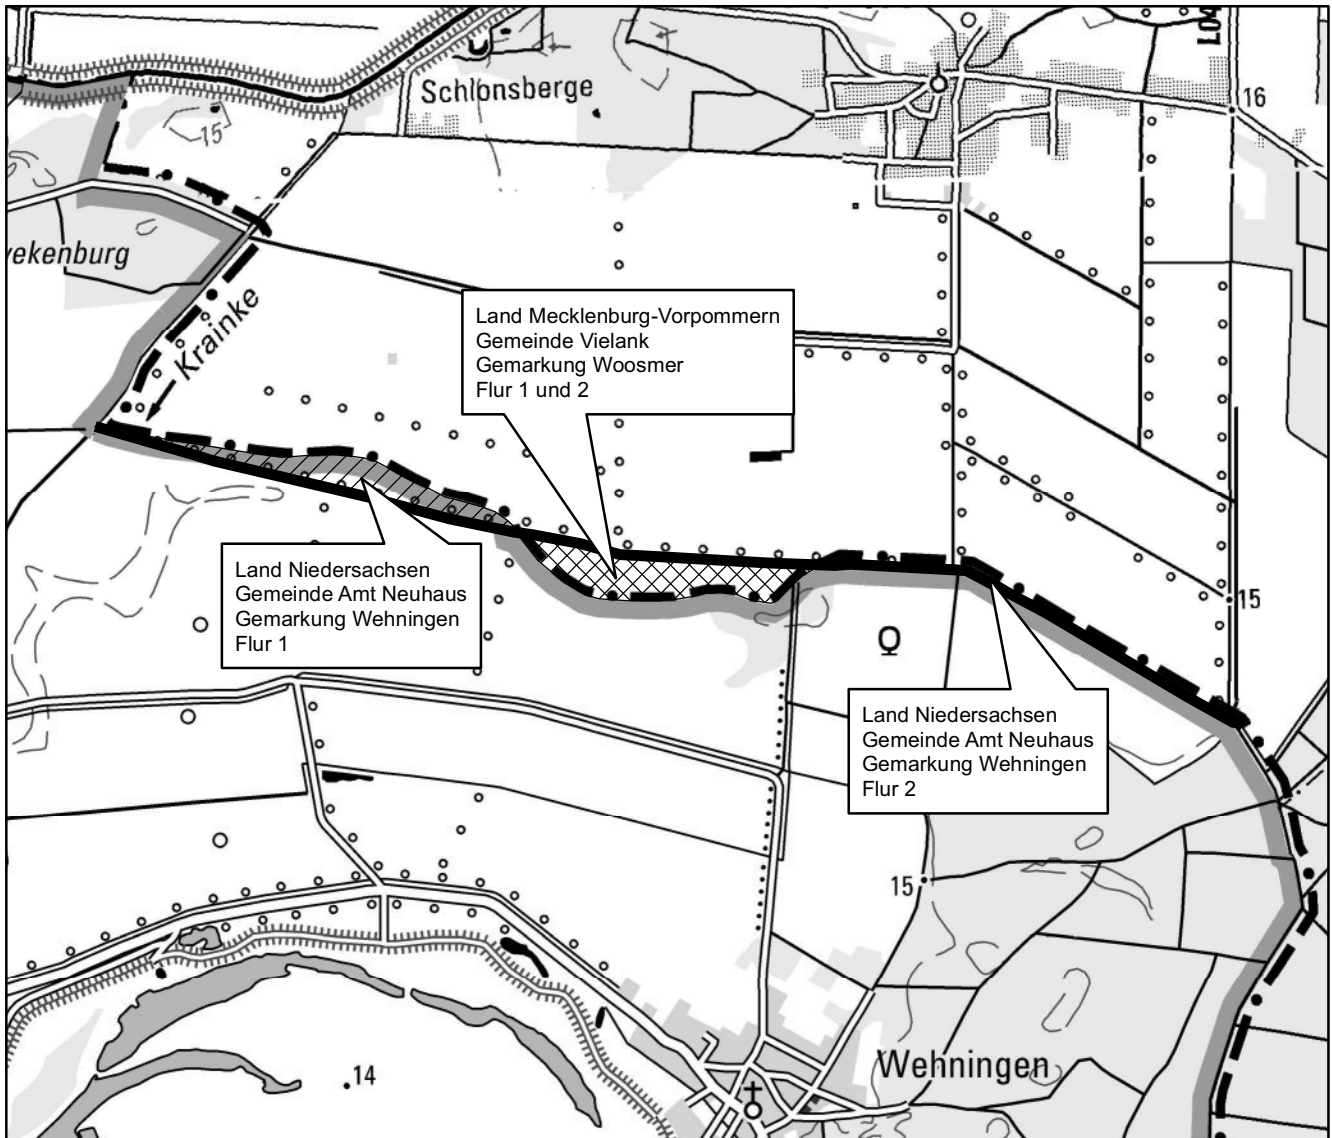 Schlonsberge
L04
16
15
vekenburg
Krainke
Land Mecklenburg-Vorpommern
Gemeinde Vielank
Gemarkung Woosmer
Flur 1 und 2
Land Niedersachsen
Gemeinde Amt Neuhaus
Gemarkung Wehningen
Flur 1
15
Land Niedersachsen
Gemeinde Amt Neuhaus
Gemarkung Wehningen
Flur 2
15
Wehningen
14